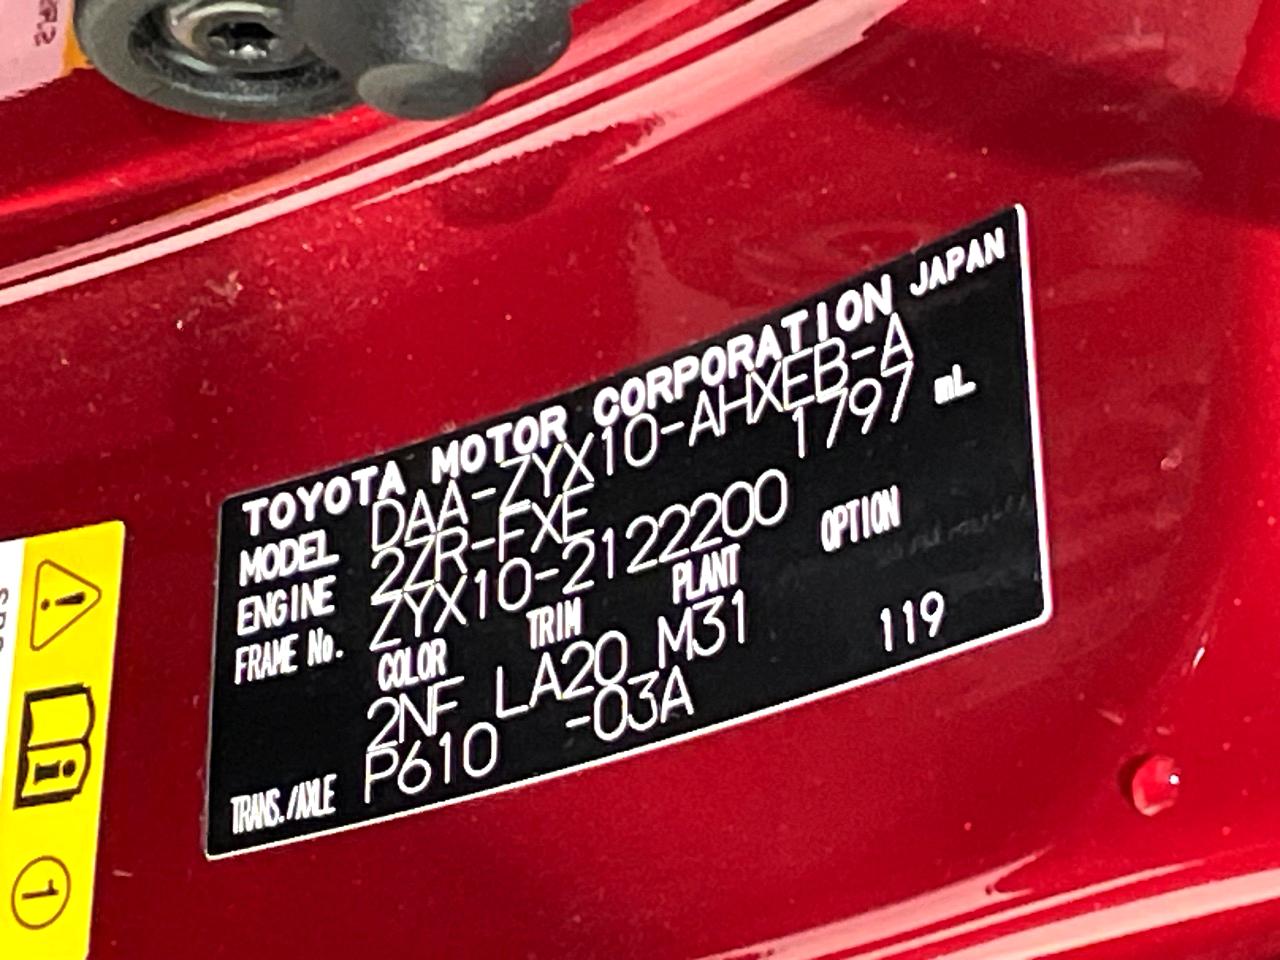 TOYOTA MOTOR CORPORATION JAPAN
MODEL DAA-ZYX10-AHXEB-A
ENGINE 2ZR-FXE 1797 mL
FRAME No. ZYX10-2122200
COLOR TRIM PLANT OPTION
2NF LA20 M31 119
TRANS./AXLE P610 -03A
1